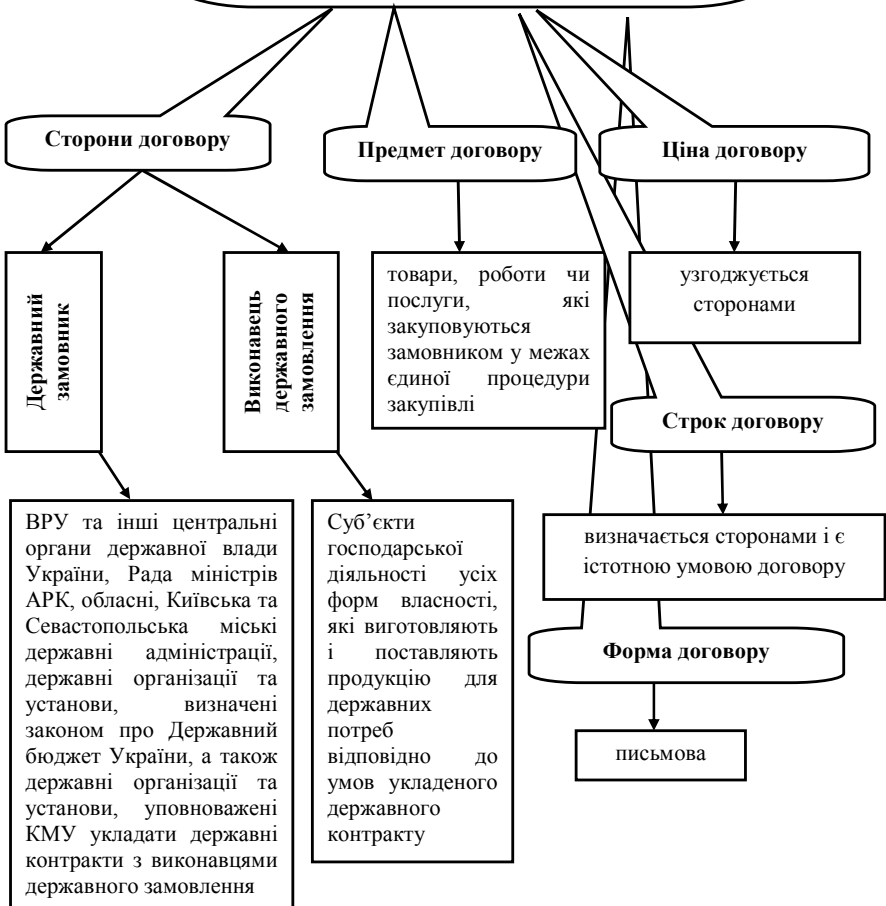 Сторони договору
Предмет договору
Ціна договору
Державний
замовник
Виконавець
державного
замовлення
товари, роботи чи
послуги, які
закуповуються
замовником у межах
єдиної процедури
закупівлі
узгоджується
сторонами
Строк договору
визначається сторонами і є
істотною умовою договору
ВРУ та інші центральні
органи державної влади
України, Рада міністрів
АРК, обласні, Київська та
Севастопольська міські
державні адміністрації,
державні організації та
установи, визначені
законом про Державний
бюджет України, а також
державні організації та
установи, уповноважені
КМУ укладати державні
контракти з виконавцями
державного замовлення
Суб’єкти
господарської
діяльності усіх
форм власності,
які виготовляють
і поставляють
продукцію для
державних
потреб
відповідно до
умов укладеного
державного
контракту
Форма договору
письмова